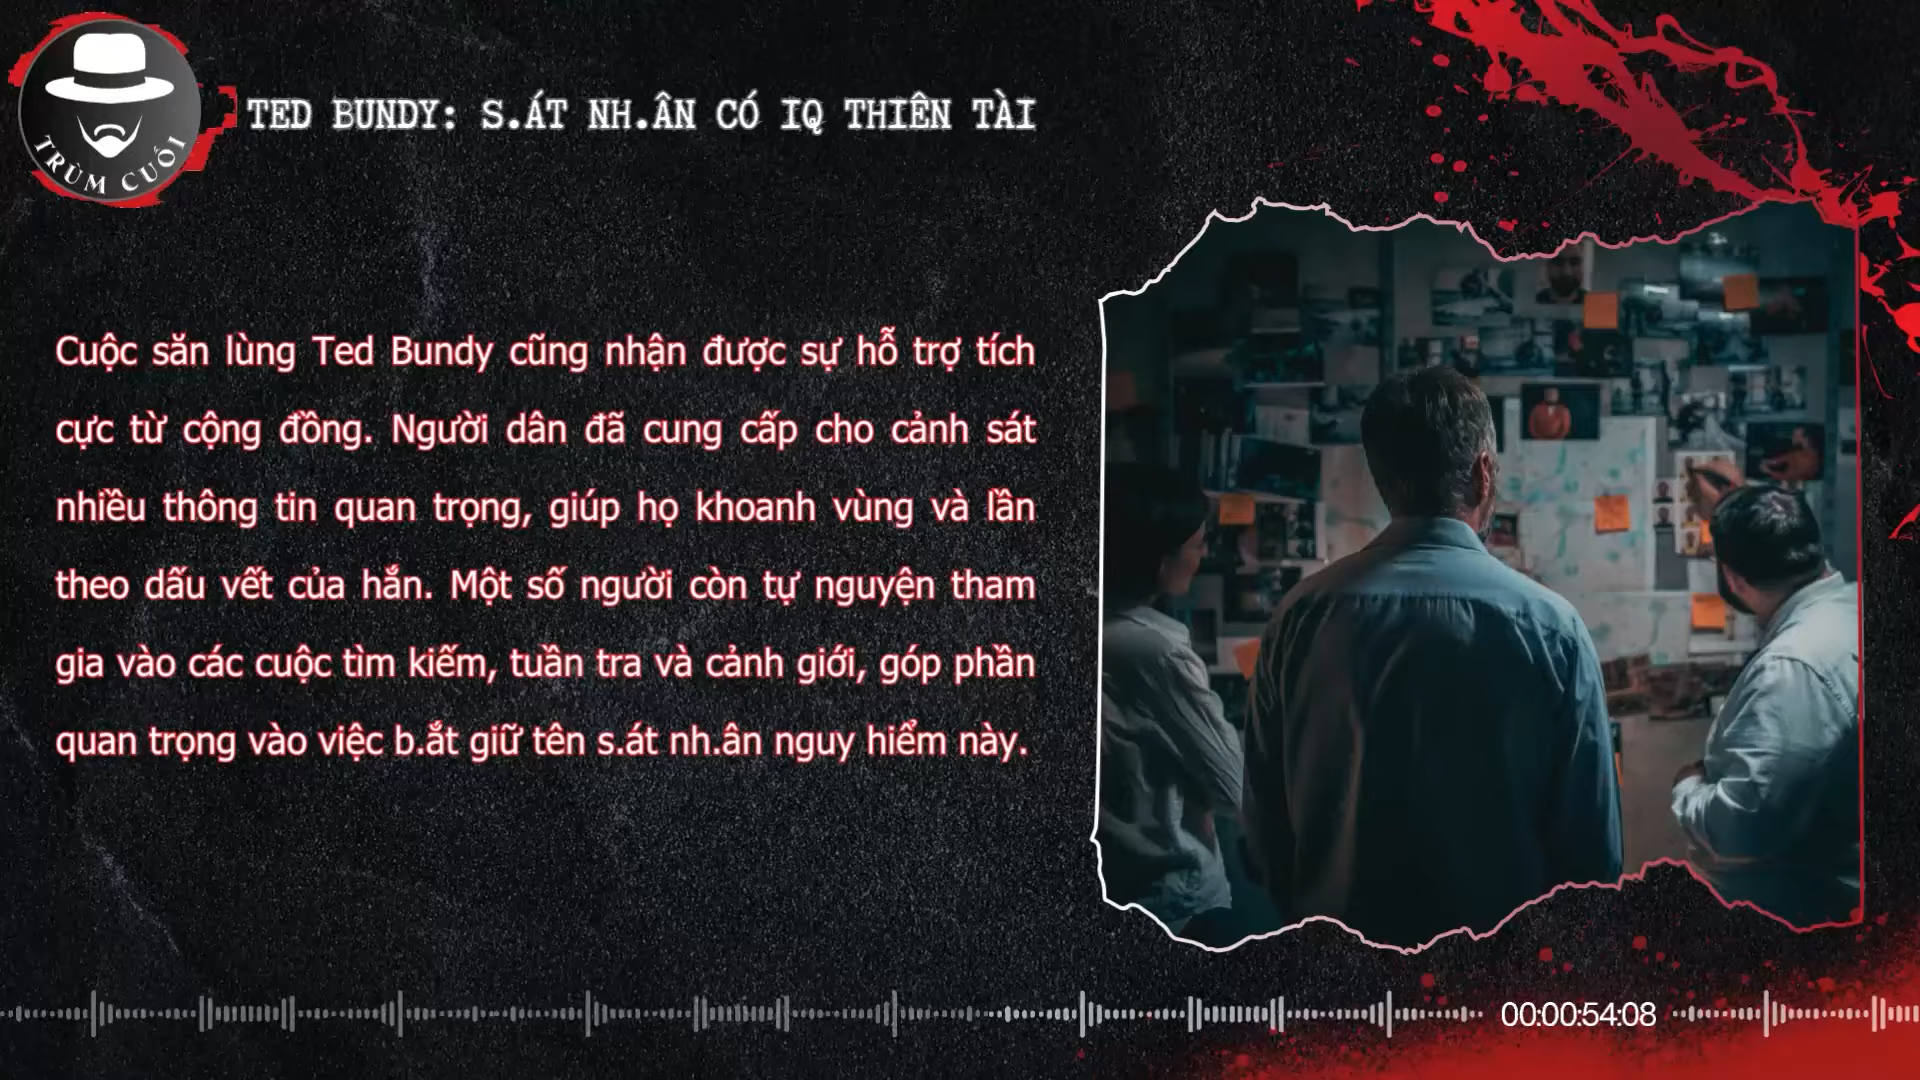 TRÙM CUỐI
TED BUNDY: S.ÁT NH.ÂN CÓ IQ THIÊN TÀI
Cuộc săn lùng Ted Bundy cũng nhận được sự hỗ trợ tích
cực từ cộng đồng. Người dân đã cung cấp cho cảnh sát
nhiều thông tin quan trọng, giúp họ khoanh vùng và lần
theo dấu vết của hắn. Một số người còn tự nguyện tham
gia vào các cuộc tìm kiếm, tuần tra và cảnh giới, góp phần
quan trọng vào việc b.ắt giữ tên s.át nh.ân nguy hiểm này.
00:00:54:08